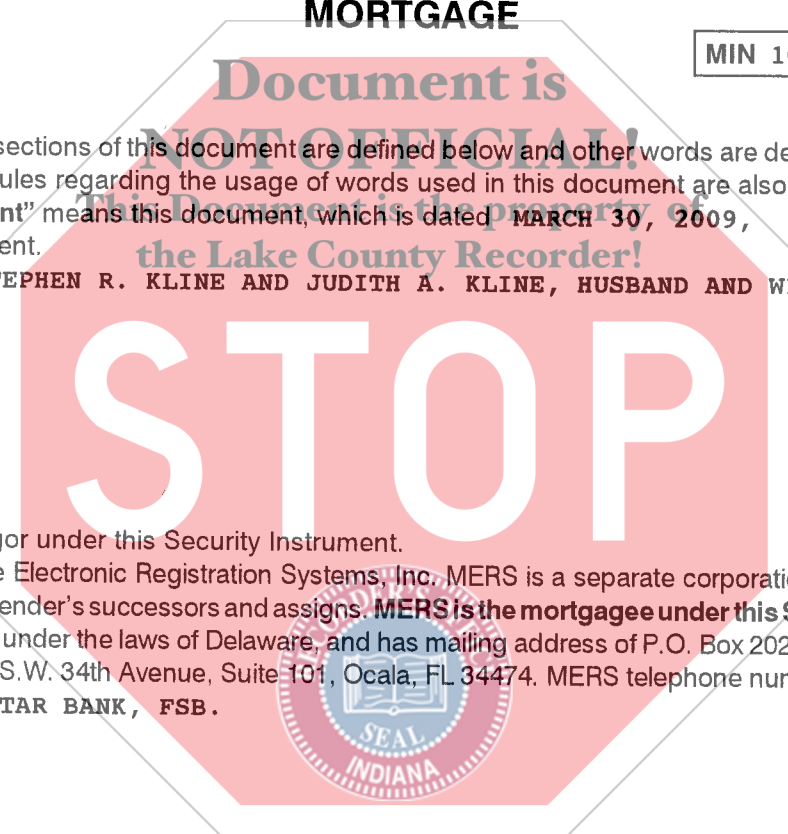 MORTGAGE
MIN 1
Document is
NOT OFFICIAL!
This Document is the property of
the Lake County Recorder!
sections of this document are defined below and other words are de
ules regarding the usage of words used in this document are also
nt” means this document, which is dated MARCH 30, 2009,
ent.
TEPHEN R. KLINE AND JUDITH A. KLINE, HUSBAND AND W
STOP
gor under this Security Instrument.
e Electronic Registration Systems, Inc. MERS is a separate corporati
ender's successors and assigns. MERS is the mortgagee under this S
under the laws of Delaware, and has mailing address of P.O. Box 202
S.W. 34th Avenue, Suite 101, Ocala, FL 34474. MERS telephone nu
TAR BANK, FSB.
SEAL
INDIANA